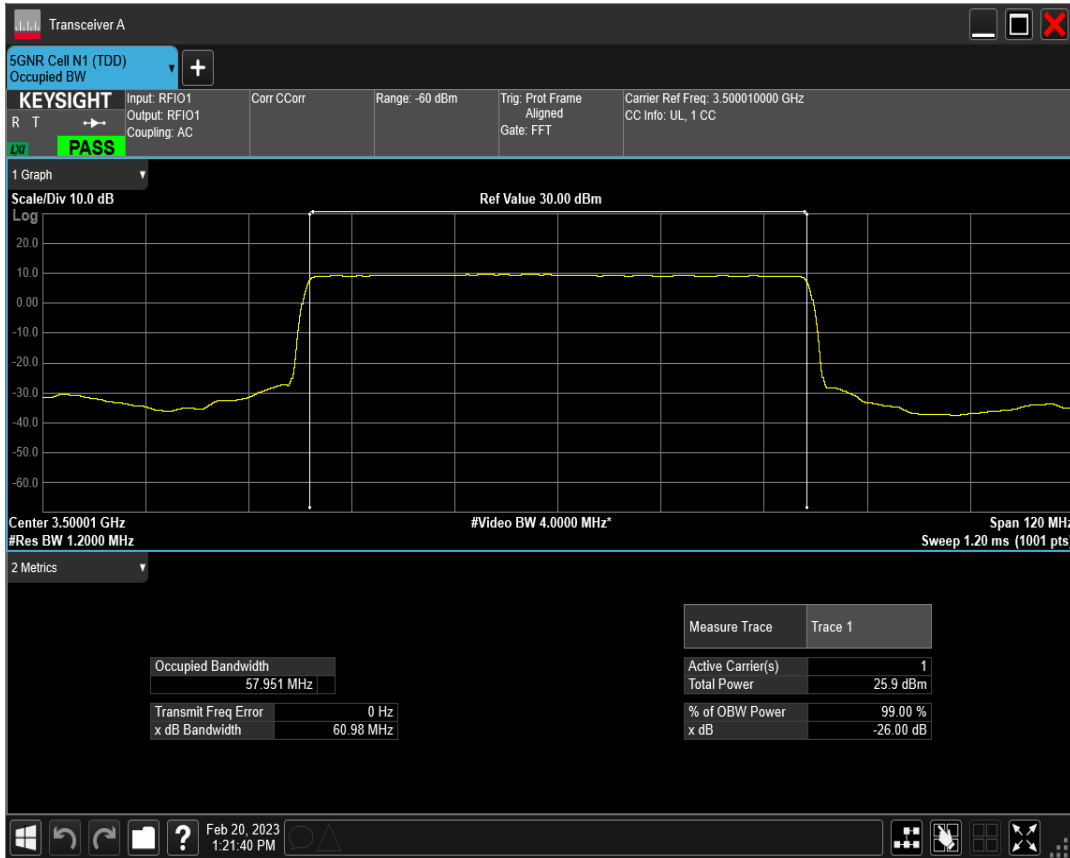 Transceiver A
5GNR Cell N1 (TDD)
Occupied BW
KEYSIGHT
R T
LXI
PASS
Input: RFIO1
Output: RFIO1
Coupling: AC
Corr CCorr
Range: -60 dBm
Trig: Prot Frame
Aligned
Gate: FFT
Carrier Ref Freq: 3.500010000 GHz
CC Info: UL, 1 CC
1 Graph
Scale/Div 10.0 dB
Ref Value 30.00 dBm
Log
20.0
10.0
0.00
-10.0
-20.0
-30.0
-40.0
-50.0
-60.0
Center 3.50001 GHz
#Video BW 4.0000 MHz*
Span 120 MHz
#Res BW 1.2000 MHz
Sweep 1.20 ms (1001 pts)
2 Metrics
Measure Trace Trace 1
Occupied Bandwidth
57.951 MHz
Transmit Freq Error 0 Hz
x dB Bandwidth 60.98 MHz
Active Carrier(s) 1
Total Power 25.9 dBm
% of OBW Power 99.00 %
x dB -26.00 dB
?
Feb 20, 2023
1:21:40 PM